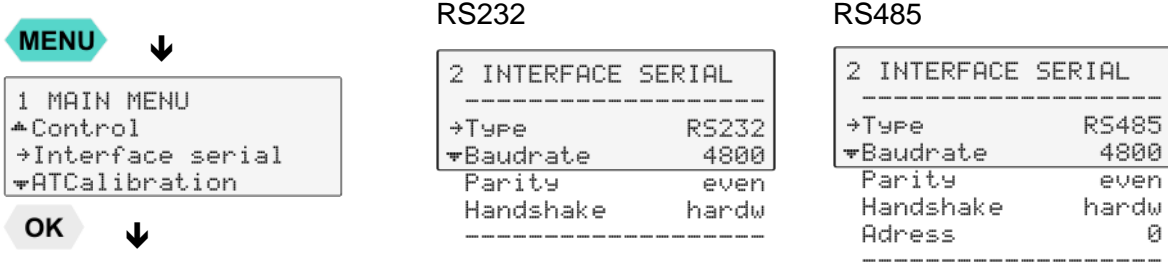 MENU
1 MAIN MENU
Control
→Interface serial
ATCalibration
OK
RS232
2 INTERFACE SERIAL
--------------------
→Type RS232
Baudrate 4800
Parity even
Handshake hardw
--------------------
RS485
2 INTERFACE SERIAL
--------------------
→Type RS485
Baudrate 4800
Parity even
Handshake hardw
Adress 0
--------------------